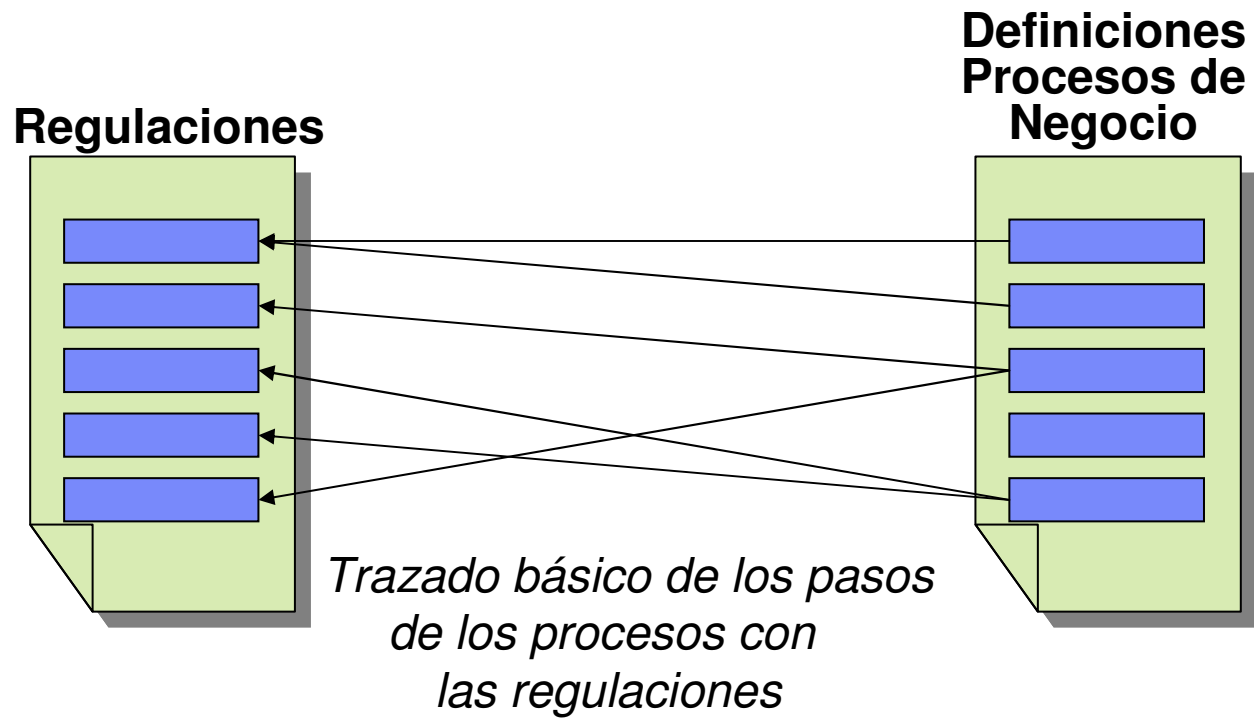 Definiciones
Procesos de
Negocio
Regulaciones
Trazado básico de los pasos
de los procesos con
las regulaciones